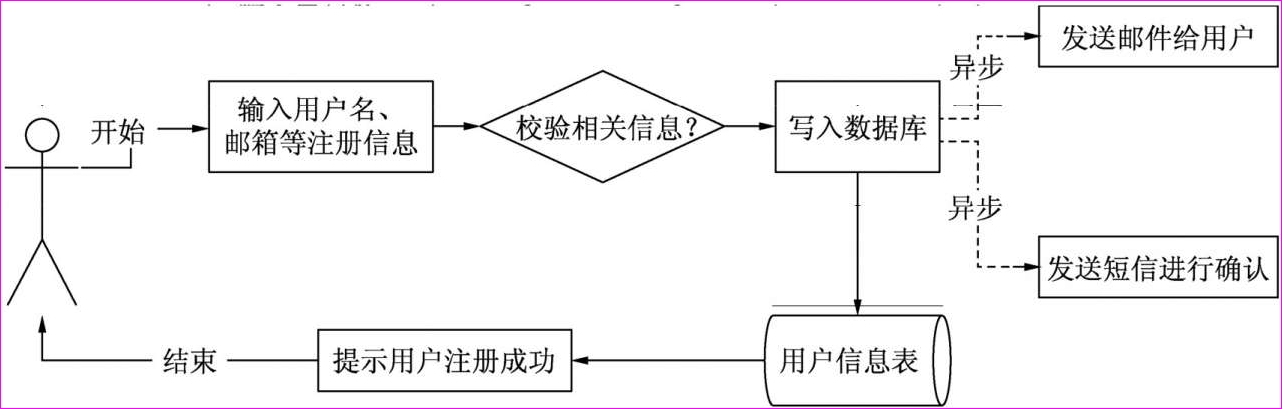 发送邮件给用户
异步
开始
输入用户名、
邮箱等注册信息
校验相关信息？
写入数据库
异步
发送短信进行确认
结束
提示用户注册成功
用户信息表